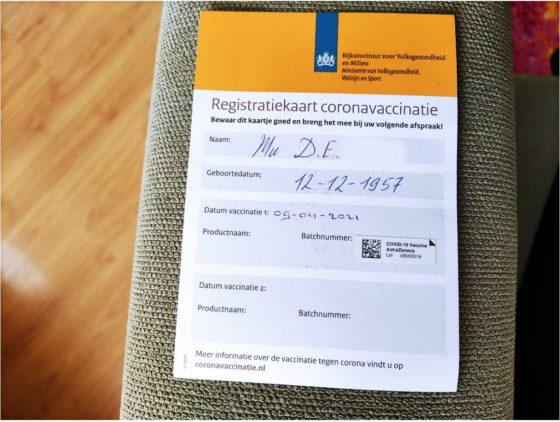 Rijksinstituut voor Volksgezondheid
en Milieu
Ministerie van Volksgezondheid,
Welzijn en Sport
Registratiekaart coronavaccinatie
Bewaar dit kaartje goed en breng het mee bij uw volgende afspraak!
Naam: Mw D.E.
Geboortedatum: 12-12-1957
Datum vaccinatie 1: 09-04-2021
Productnaam: Batchnummer: COVID-19 Vaccine
AstraZeneca
Lot ABW0016
Datum vaccinatie 2:
Productnaam: Batchnummer:
Meer informatie over de vaccinatie tegen corona vindt u op
coronavaccinatie.nl